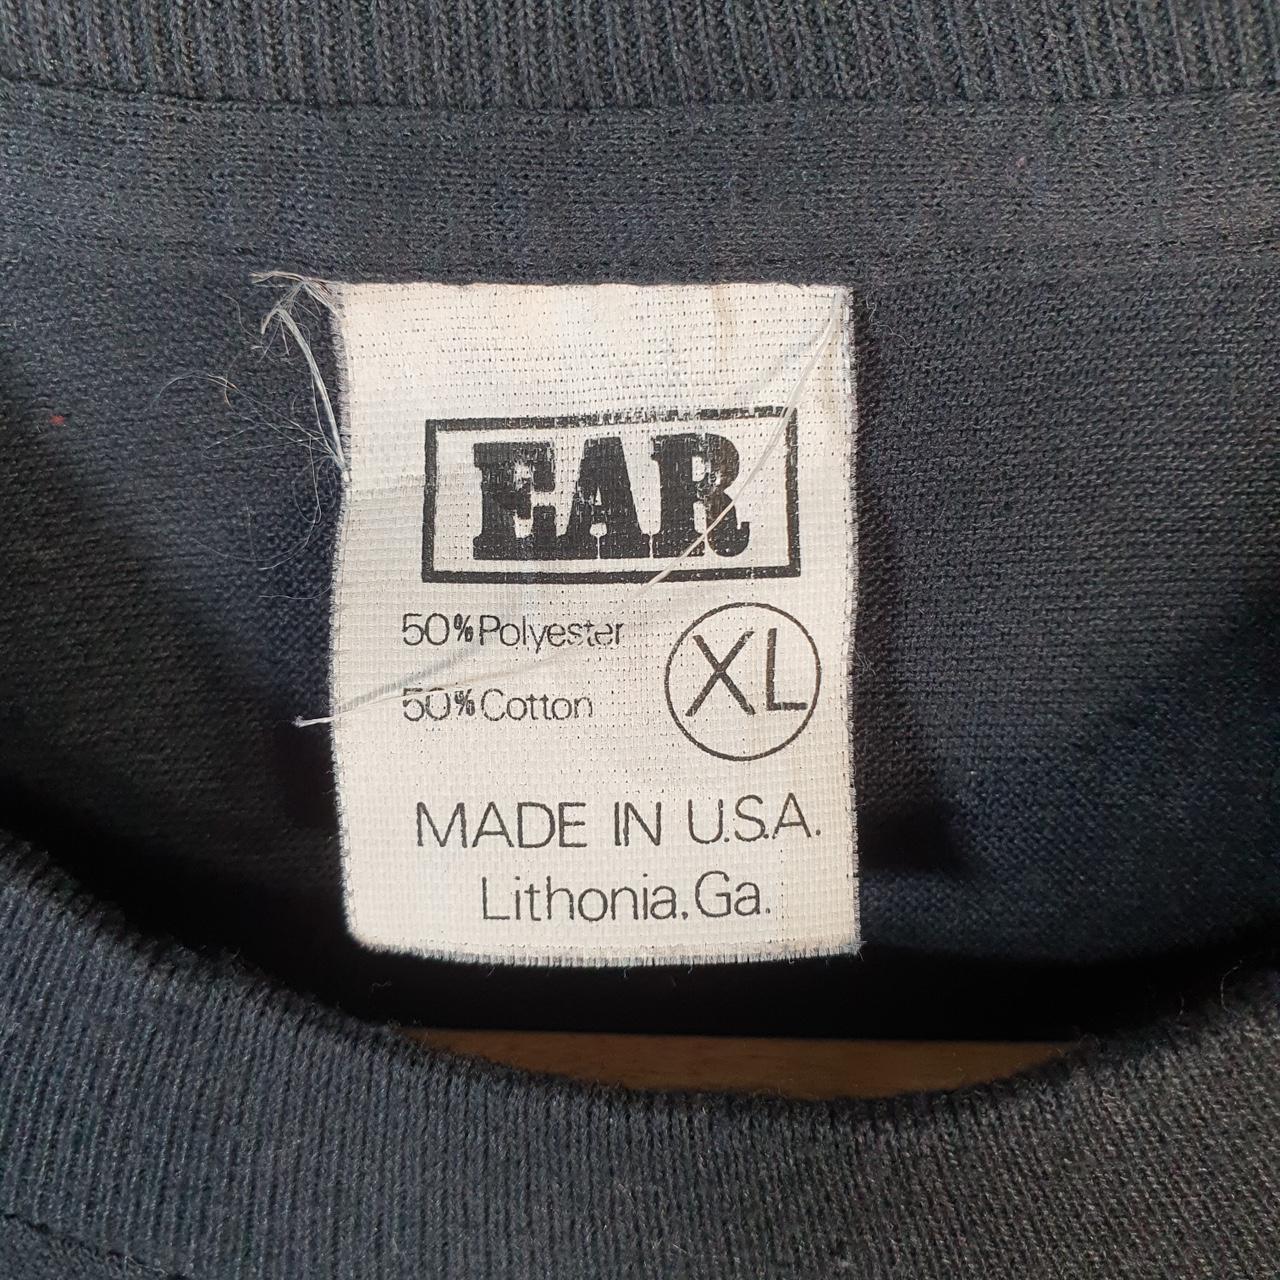 EAR
50%Polyester
50%Cotton
XL
MADE IN U.S.A.
Lithonia.Ga.